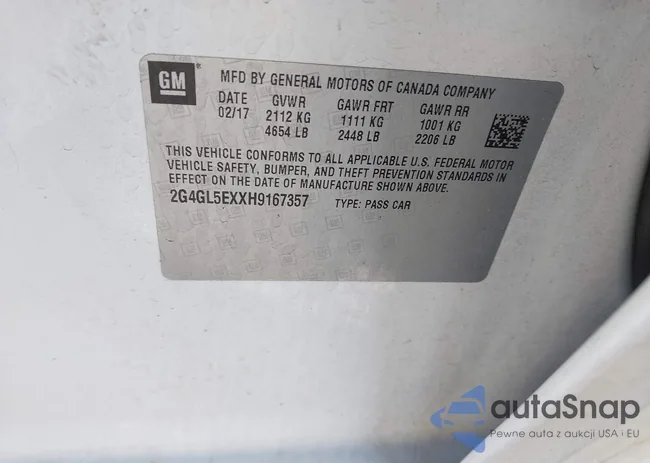 GM
MFD BY GENERAL MOTORS OF CANADA COMPANY
DATE GVWR GAWR FRT GAWR RR
02/17 2112 KG 1111 KG 1001 KG
4654 LB 2448 LB 2206 LB
THIS VEHICLE CONFORMS TO ALL APPLICABLE U.S. FEDERAL MOTOR
VEHICLE SAFETY, BUMPER, AND THEFT PREVENTION STANDARDS IN
EFFECT ON THE DATE OF MANUFACTURE SHOWN ABOVE.
2G4GL5EXXH9167357 TYPE: PASS CAR
autaSnap
Pewne auta z aukcji USA i EU